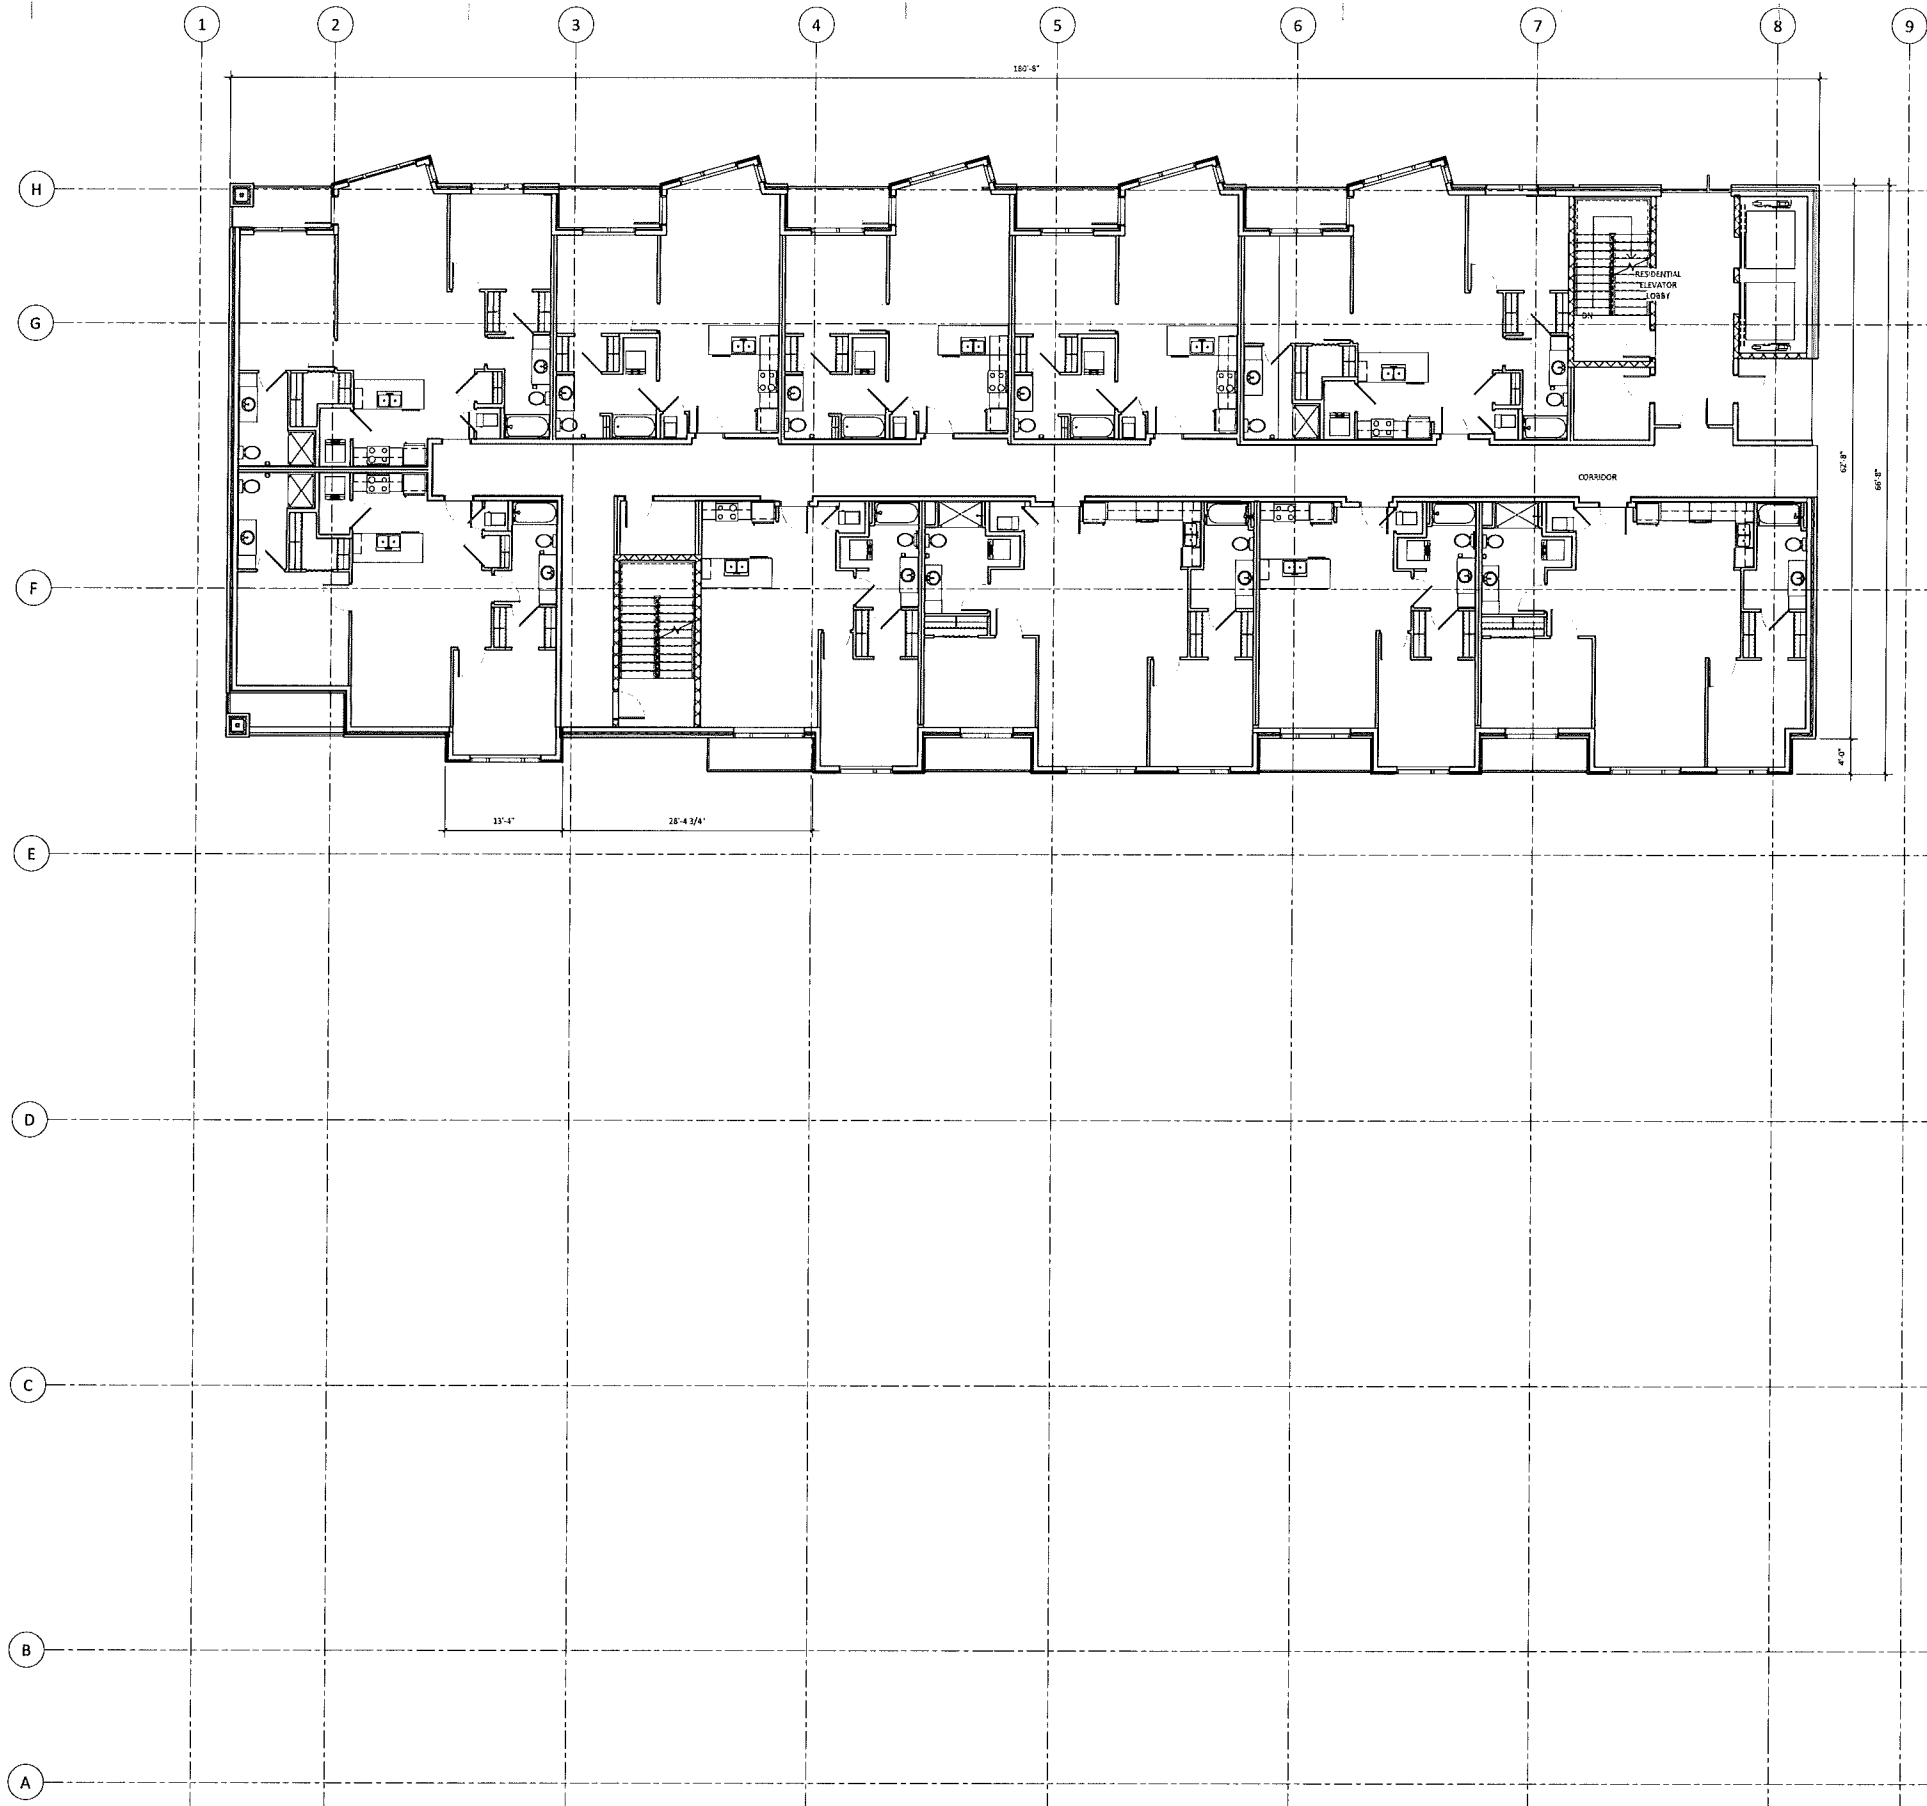 1 2 3 4 5 6 7 8 9
180'-8"
H
RESIDENTIAL
ELEVATOR
LOBBY
G
DN
CORRIDOR
62'-8"
66'-8"
F
4'-0"
13'-4"
28'-4 3/4"
E
D
C
B
A